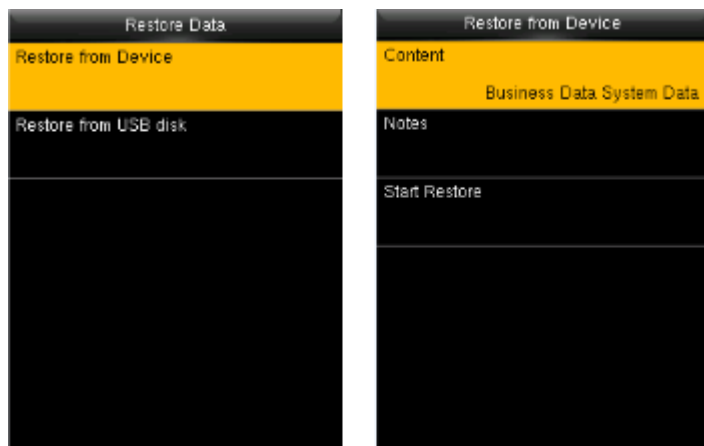 Restore Data
Restore from Device
Restore from USB disk
Restore from Device
Content
Business Data System Data
Notes
Start Restore